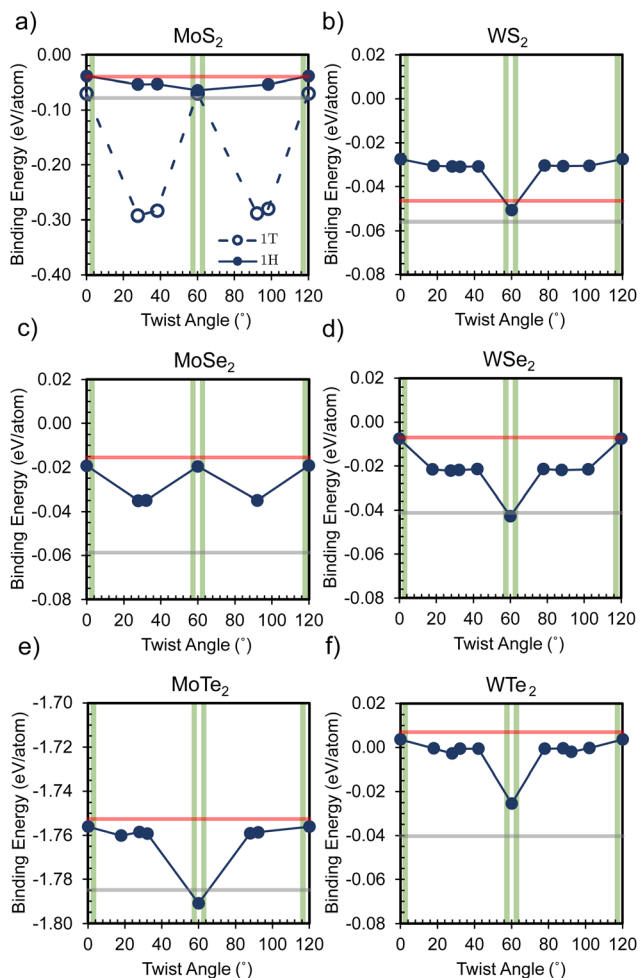 a)
MoS₂
0.00
-0.10
-0.20
-0.30
-0.40
Binding Energy (eV/atom)
1T
1H
0 20 40 60 80 100 120
Twist Angle (˚)
b)
WS₂
0.02
0.00
-0.02
-0.04
-0.06
-0.08
Binding Energy (eV/atom)
0 20 40 60 80 100 120
Twist Angle (˚)
c)
MoSe₂
0.02
0.00
-0.02
-0.04
-0.06
-0.08
Binding Energy (eV/atom)
0 20 40 60 80 100 120
Twist Angle (˚)
d)
WSe₂
0.02
0.00
-0.02
-0.04
-0.06
-0.08
Binding Energy (eV/atom)
0 20 40 60 80 100 120
Twist Angle (˚)
e)
MoTe₂
-1.70
-1.72
-1.74
-1.76
-1.78
-1.80
Binding Energy (eV/atom)
0 20 40 60 80 100 120
Twist Angle (˚)
f)
WTe₂
0.02
0.00
-0.02
-0.04
-0.06
-0.08
Binding Energy (eV/atom)
0 20 40 60 80 100 120
Twist Angle (˚)